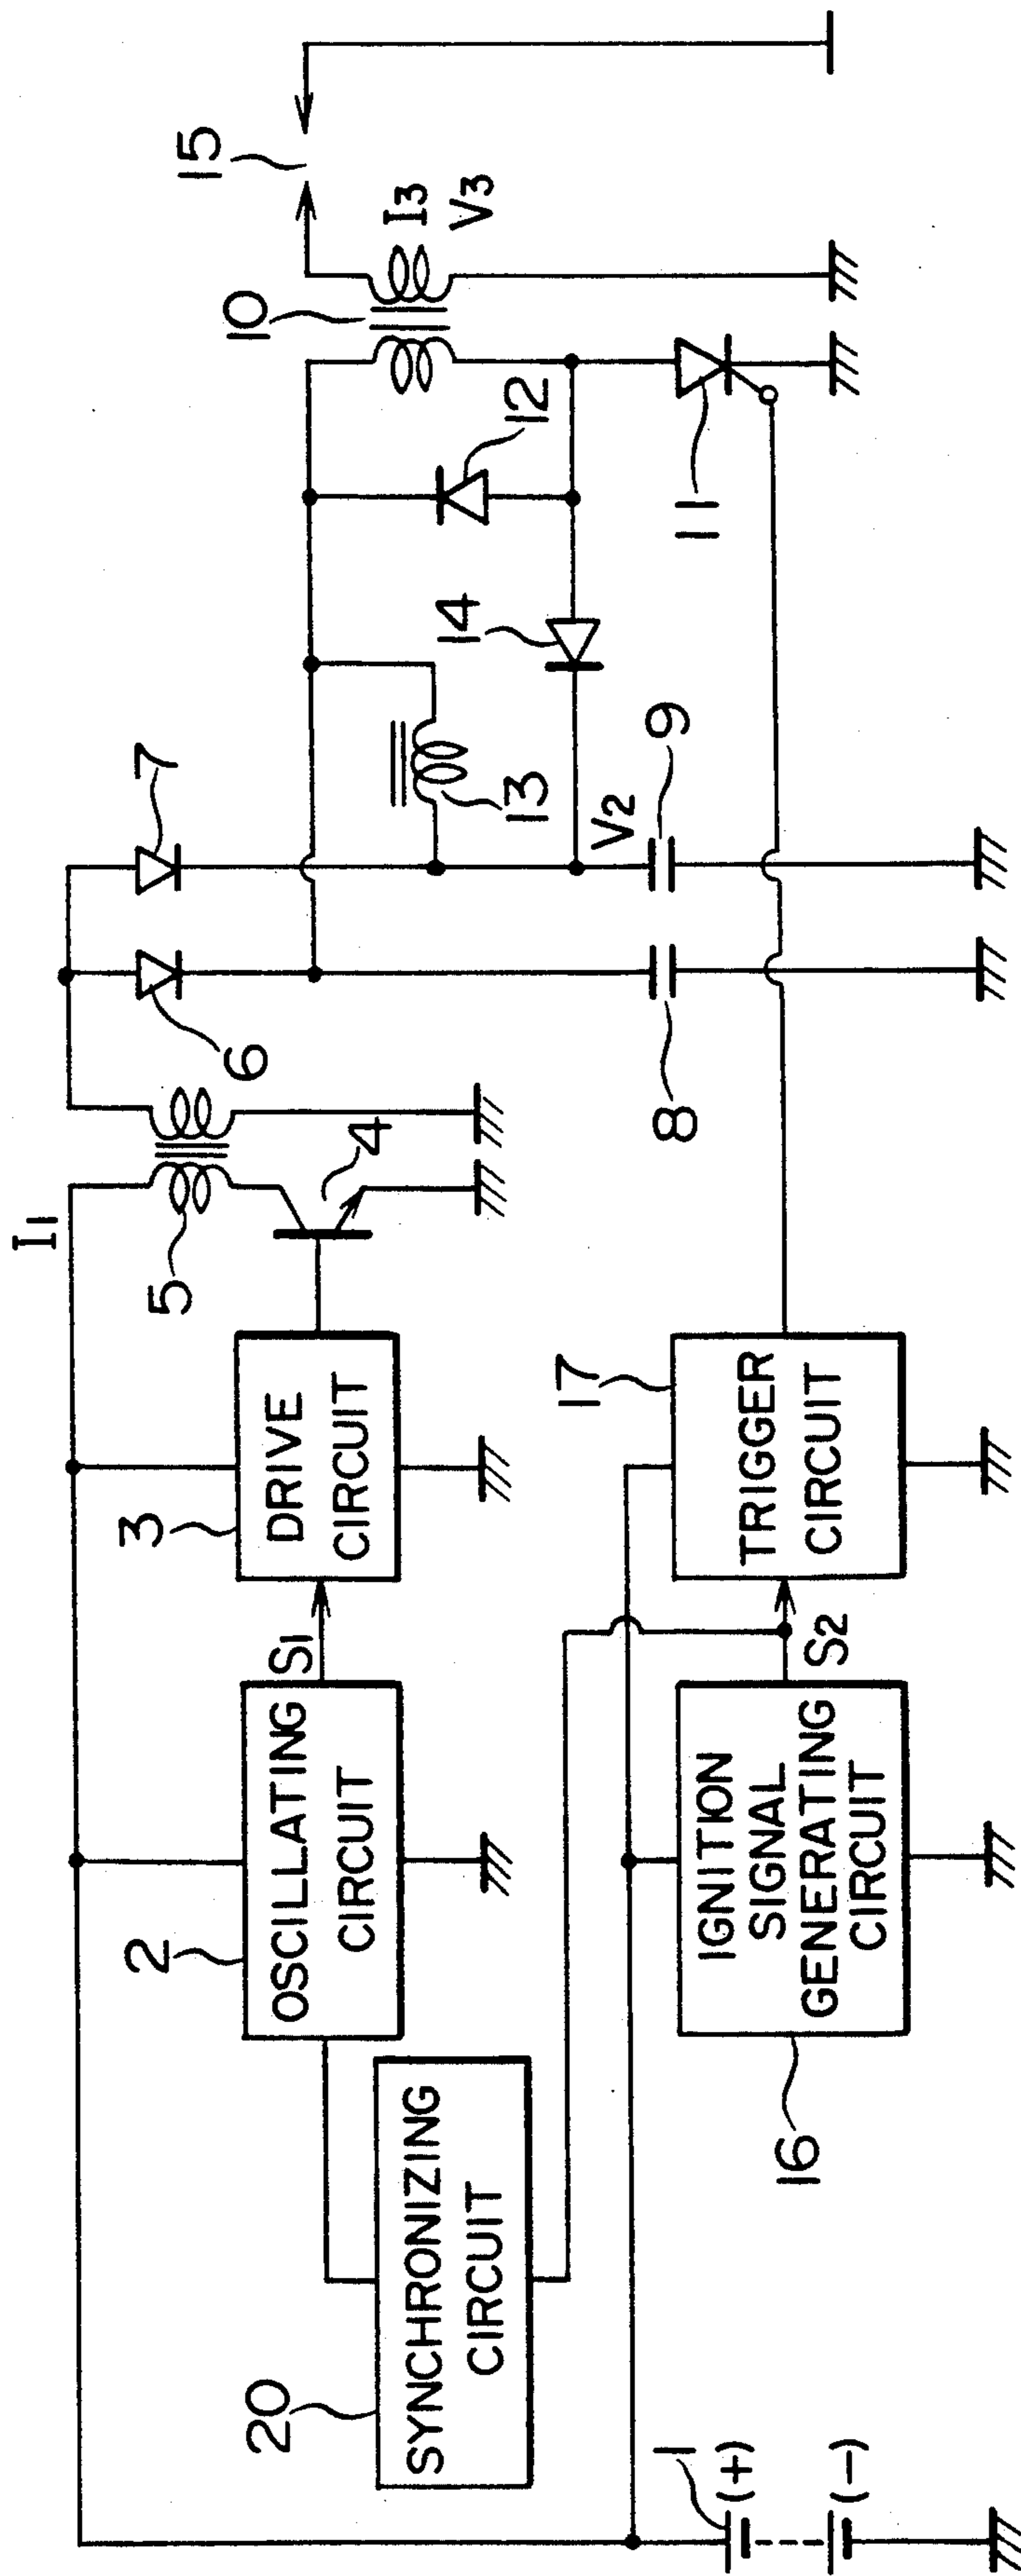 I1
15
7
10
I3
V3
6
5
4
12
3
DRIVE
CIRCUIT
14
13
2
OSCILLATING
CIRCUIT
S1
V2
9
11
20
SYNCHRONIZING
CIRCUIT
8
17
TRIGGER
CIRCUIT
S2
IGNITION
SIGNAL
GENERATING
CIRCUIT
16
1
(+)
(−)